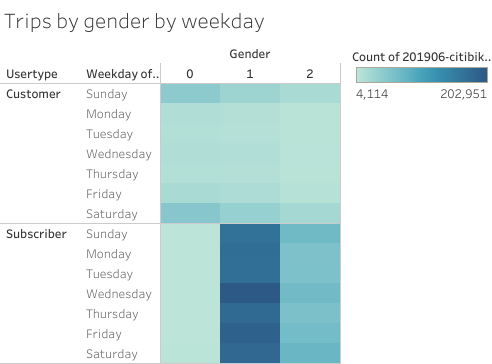 Trips by gender by weekday
Gender
Usertype Weekday of.. 0 1 2
Customer Sunday
Monday
Tuesday
Wednesday
Thursday
Friday
Saturday
Subscriber Sunday
Monday
Tuesday
Wednesday
Thursday
Friday
Saturday
Count of 201906-citibik..
4,114 202,951